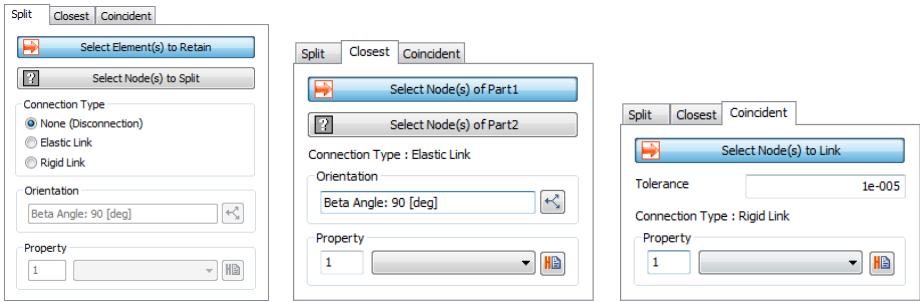 Split Closest Coincident
Select Element(s) to Retain
? Select Node(s) to Split
Connection Type
None (Disconnection)
Elastic Link
Rigid Link
Orientation
Beta Angle: 90 [deg]
Property
1
Split Closest Coincident
Select Node(s) of Part1
? Select Node(s) of Part2
Connection Type : Elastic Link
Orientation
Beta Angle: 90 [deg]
Property
1
Split Closest Coincident
Select Node(s) to Link
Tolerance 1e-005
Connection Type : Rigid Link
Property
1